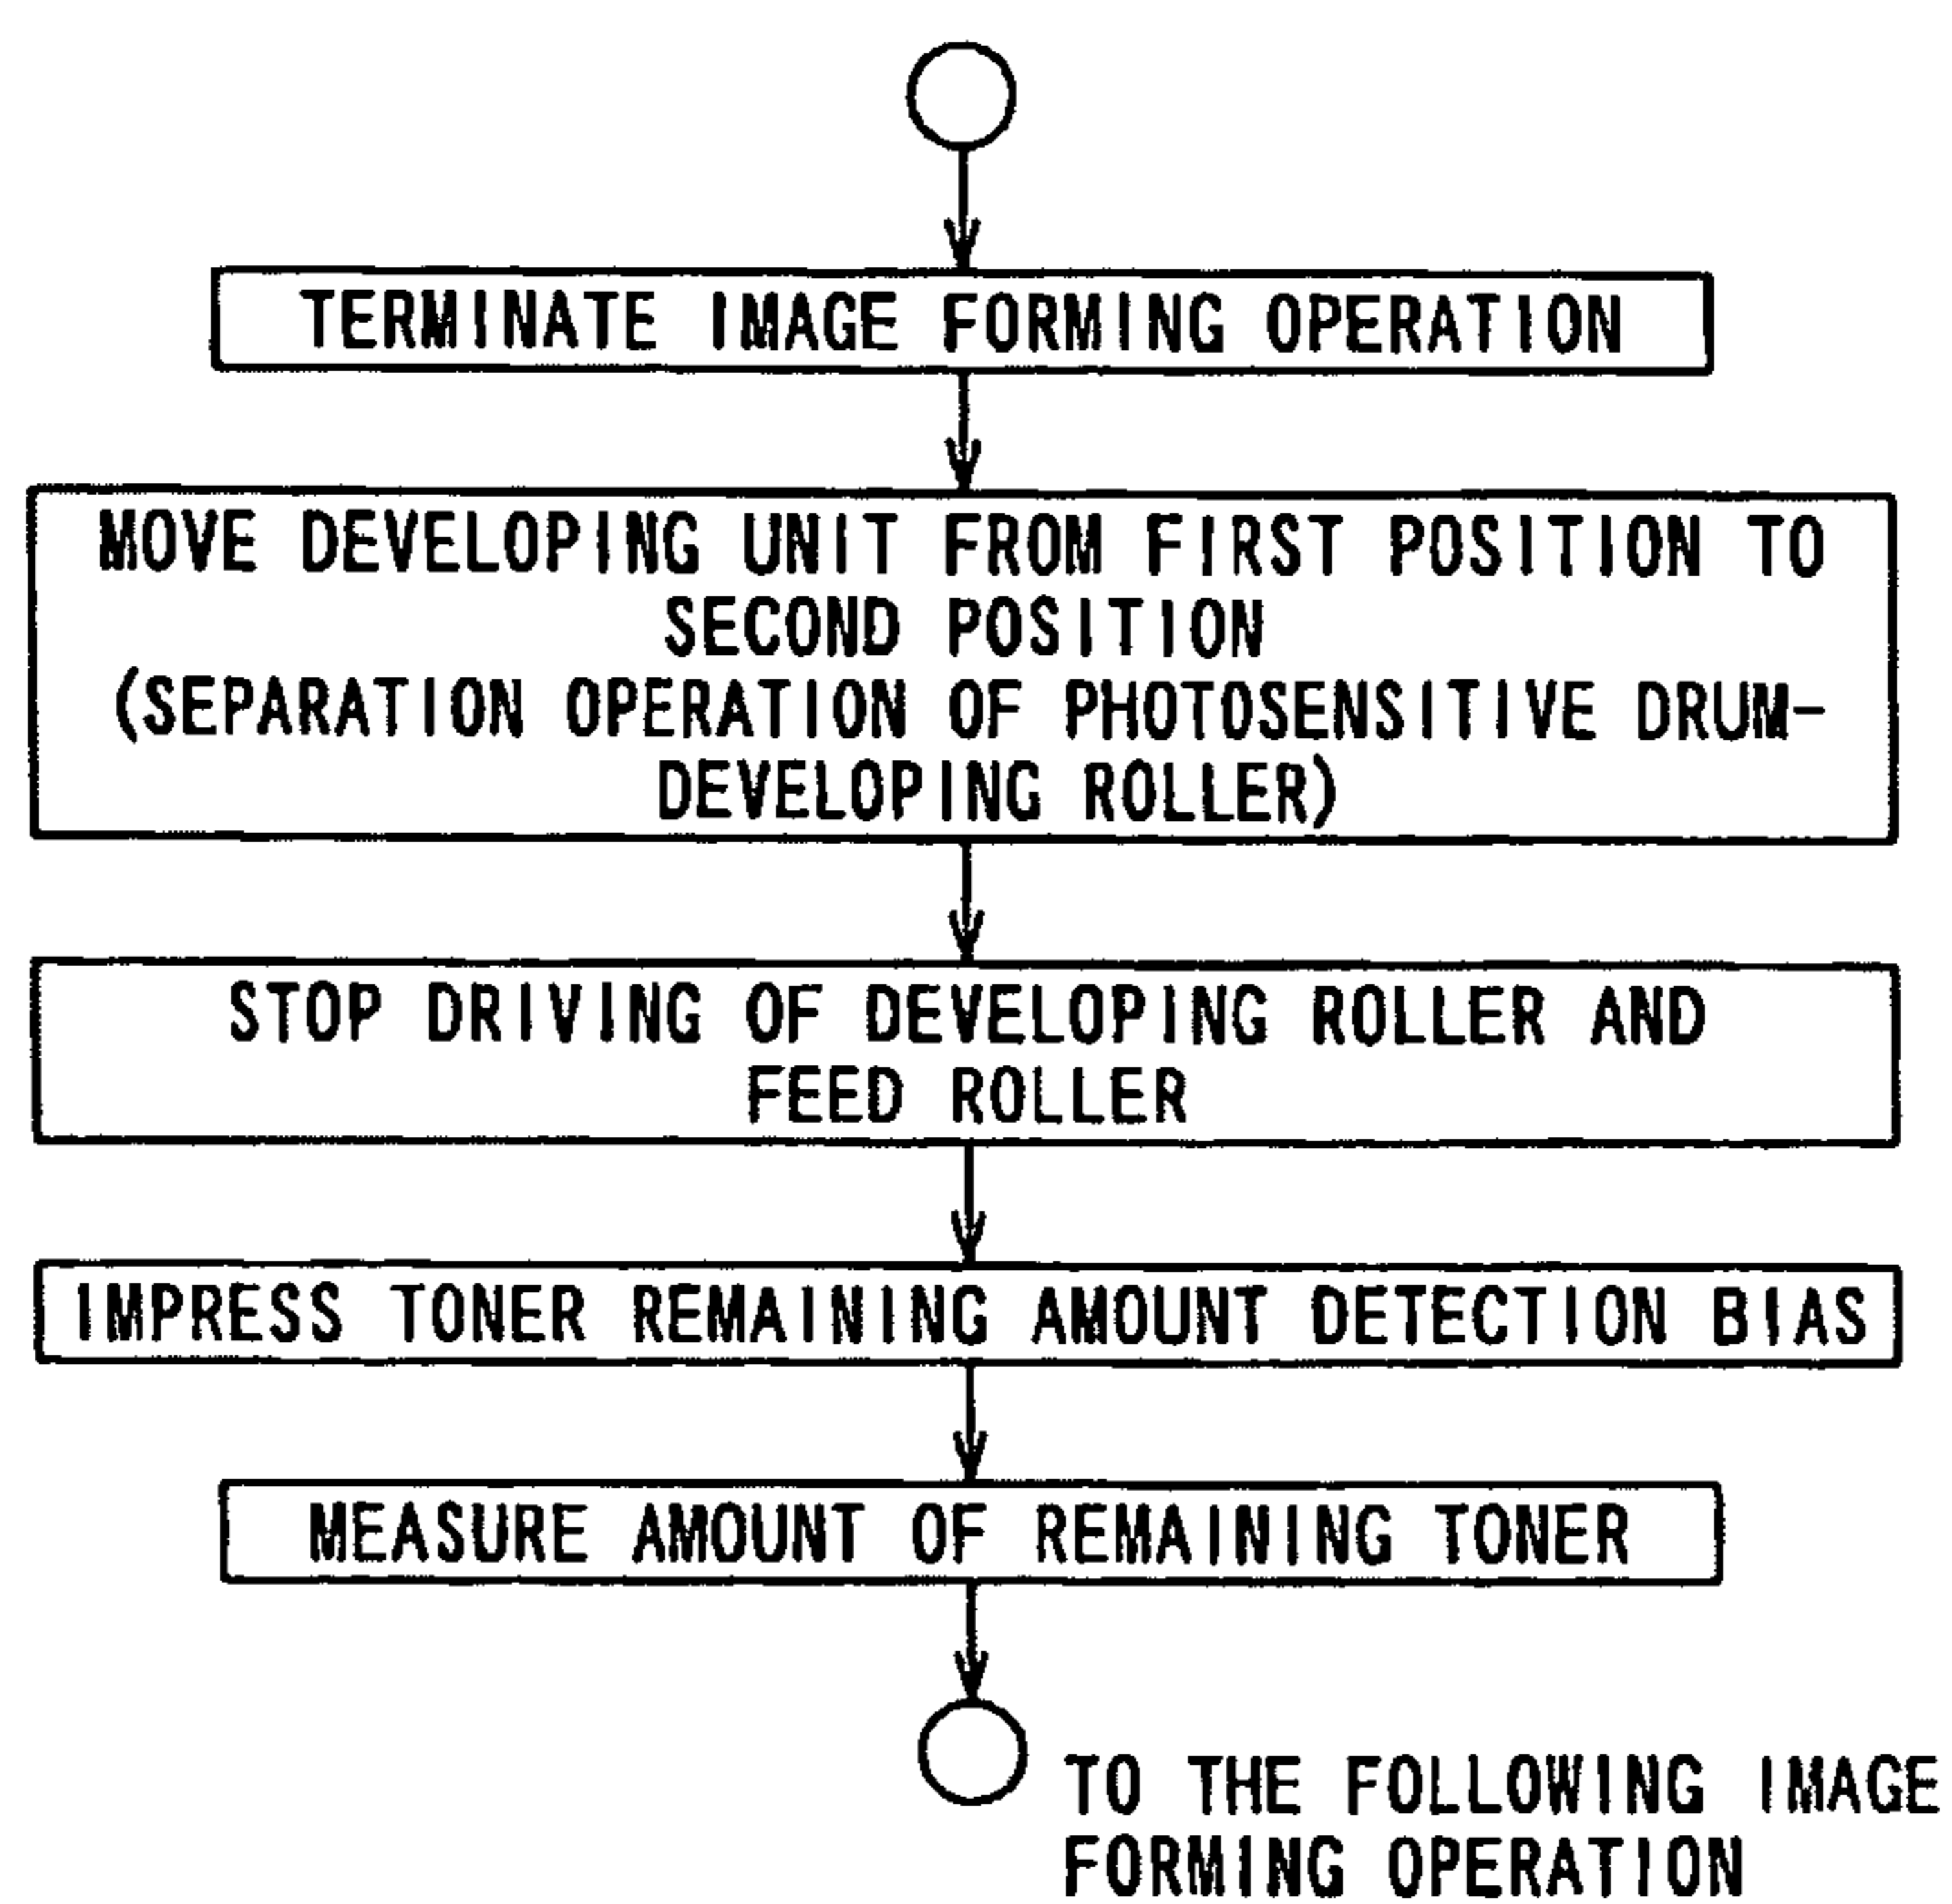 TERMINATE IMAGE FORMING OPERATION
MOVE DEVELOPING UNIT FROM FIRST POSITION TO
SECOND POSITION
(SEPARATION OPERATION OF PHOTOSENSITIVE DRUM-
DEVELOPING ROLLER)
STOP DRIVING OF DEVELOPING ROLLER AND
FEED ROLLER
IMPRESS TONER REMAINING AMOUNT DETECTION BIAS
MEASURE AMOUNT OF REMAINING TONER
TO THE FOLLOWING IMAGE
FORMING OPERATION